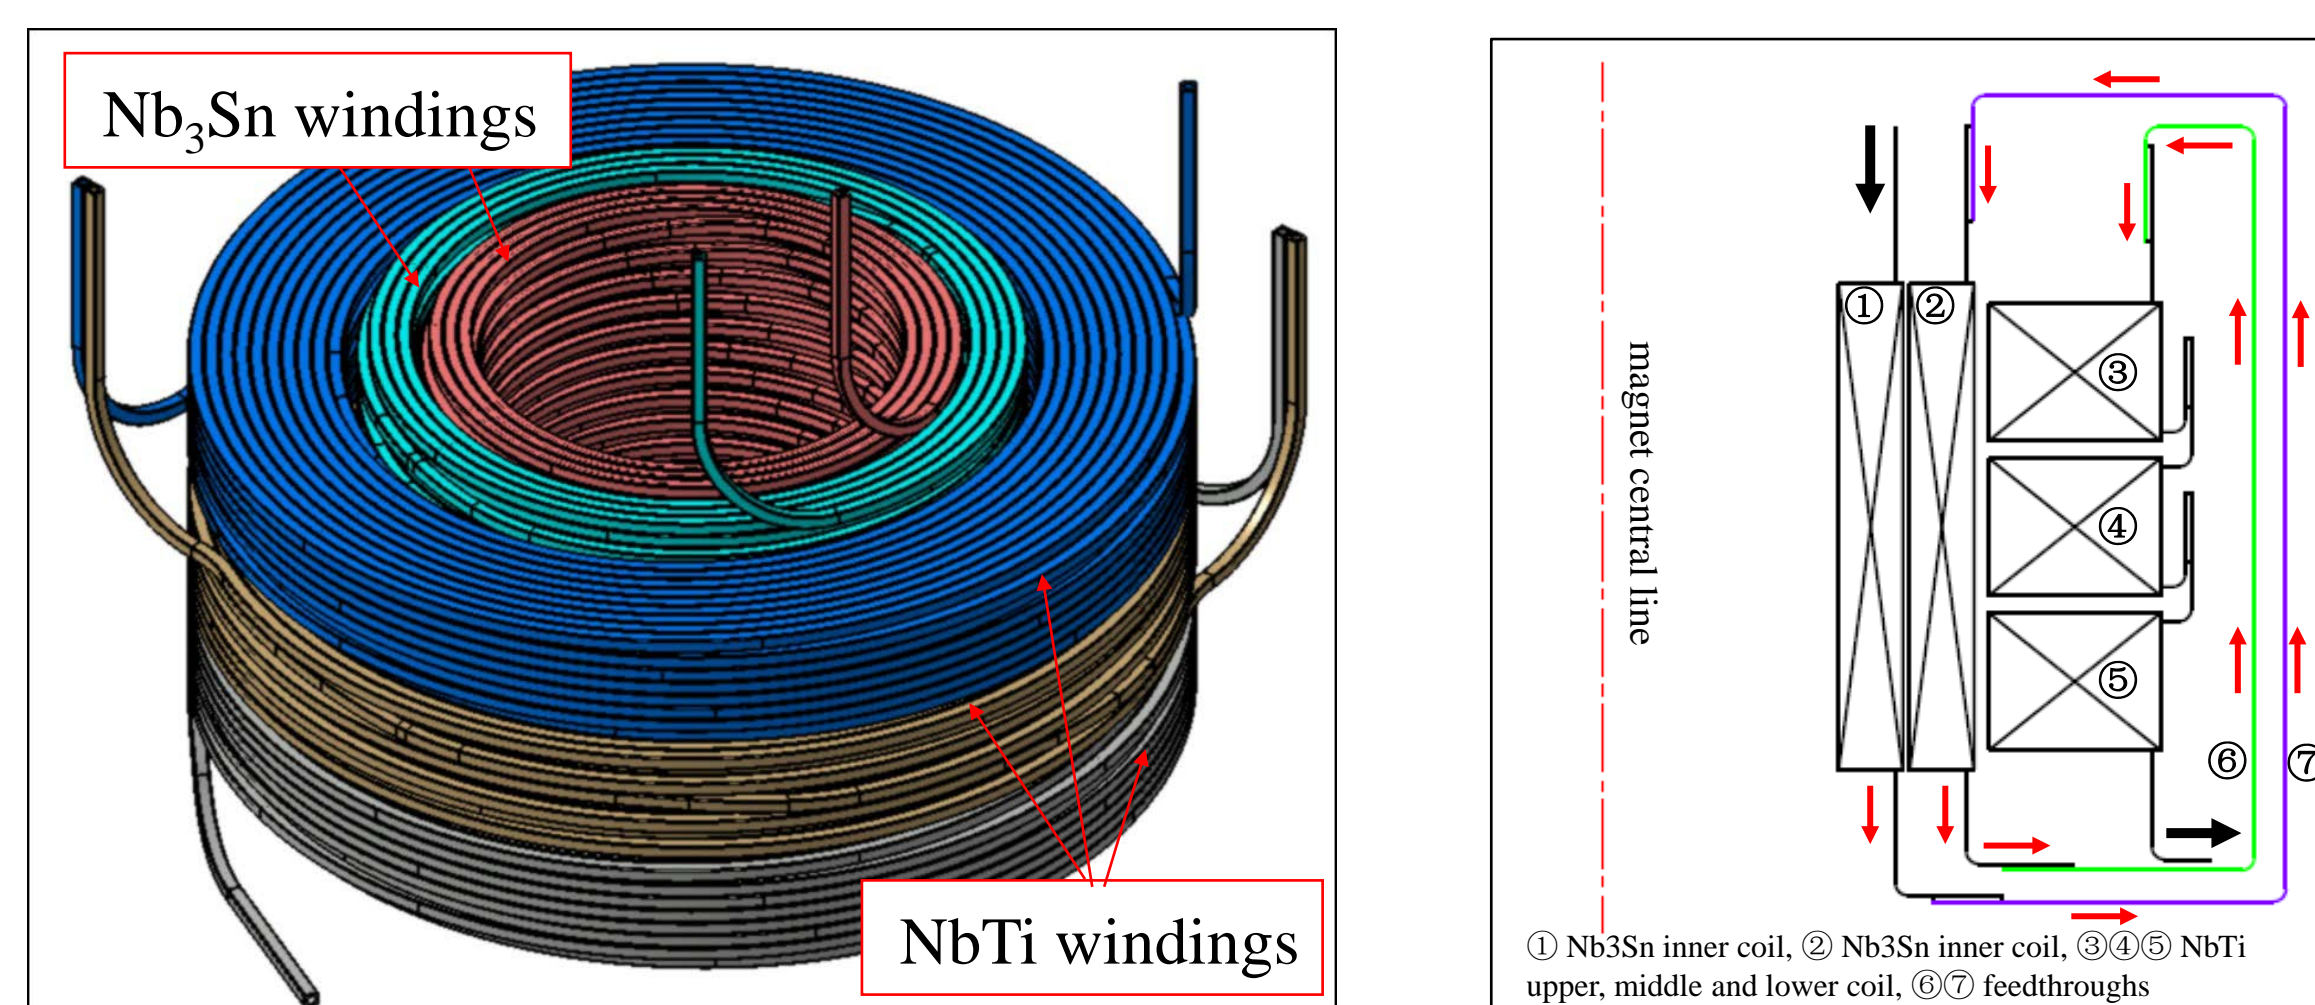 Nb₃Sn windings
NbTi windings
magnet central line
①
②
③
④
⑤
⑥
⑦
① Nb3Sn inner coil, ② Nb3Sn inner coil, ③④⑤ NbTi
upper, middle and lower coil, ⑥⑦ feedthroughs